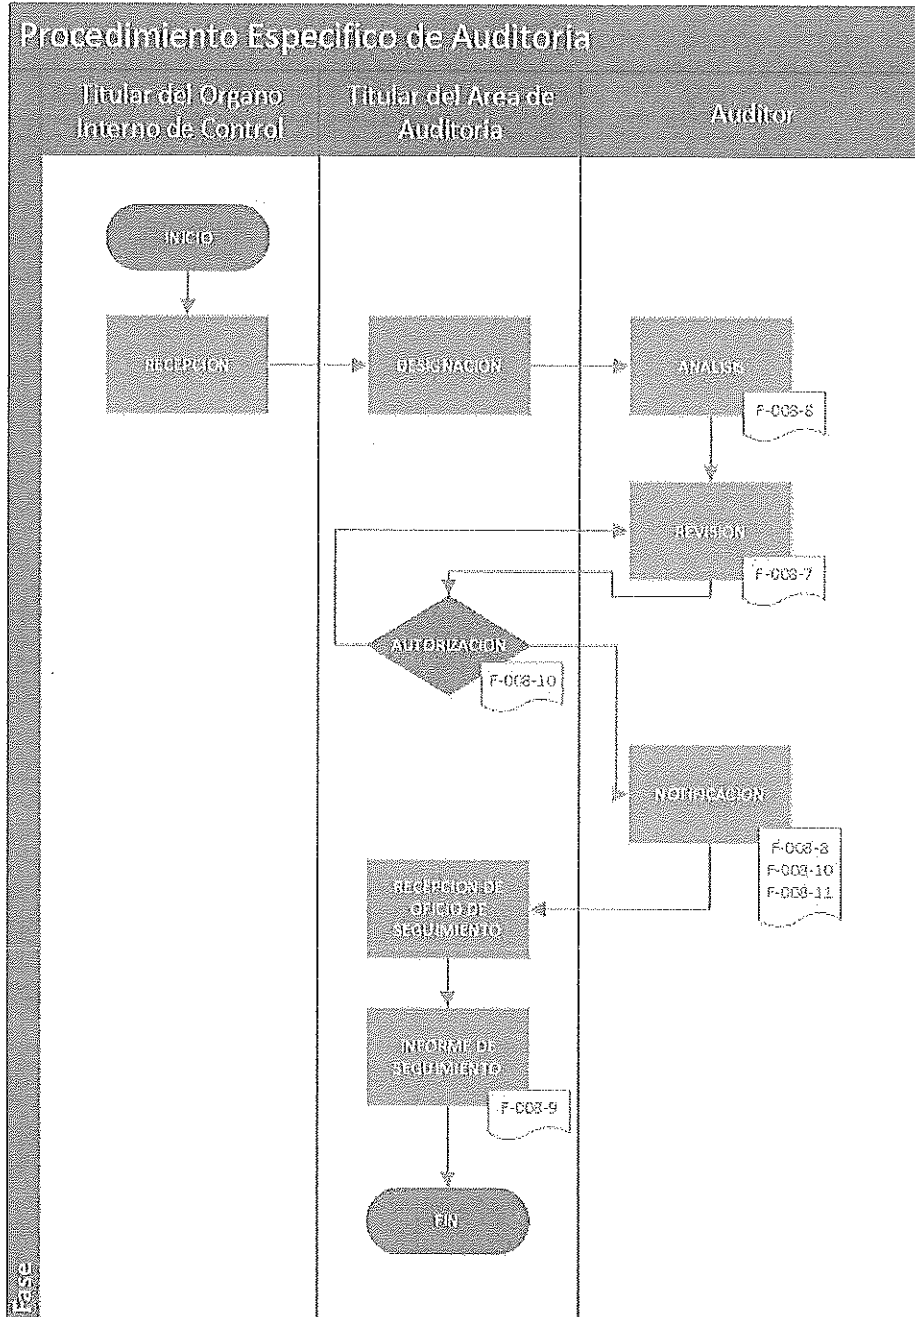 Procedimiento Especifico de Auditoria
Titular del Organo
Interno de Control
Titular del Area de
Auditoria
Auditor
INICIO
RECEPCION
DESIGNACION
ANALISIS
F-008-6
REVISION
F-008-7
AUTORIZACION
F-008-10
NOTIFICACION
F-008-8
F-008-10
F-008-11
RECEPCION DE
OFICIO DE
SEGUIMIENTO
INFORME DE
SEGUIMIENTO
F-008-9
FIN
Fase